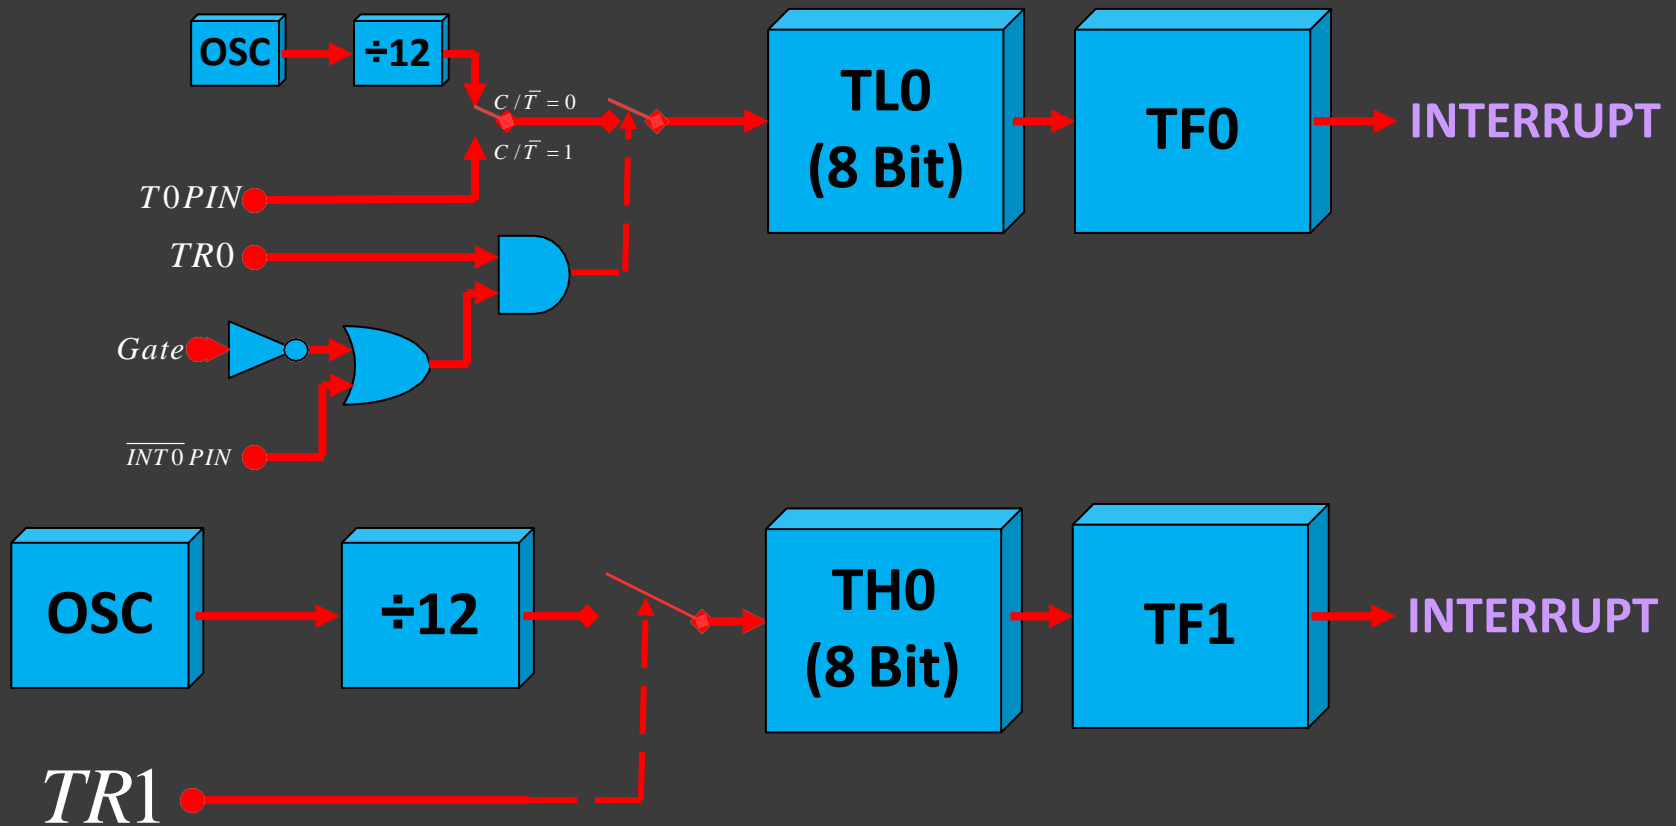 OSC
÷12
C / T̅ = 0
C / T̅ = 1
T0PIN
TR0
Gate
I̅N̅T̅0̅ PIN
TL0
(8 Bit)
TF0
INTERRUPT
OSC
÷12
TH0
(8 Bit)
TF1
INTERRUPT
TR1